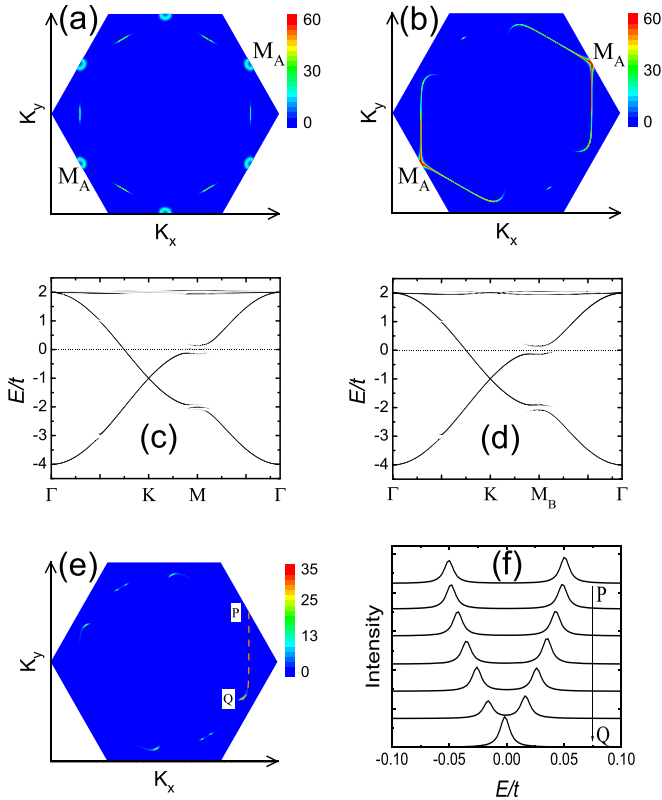 (a)
M_A
M_A
K_y
K_x
60
30
0
(b)
M_A
M_A
K_y
K_x
60
30
0
2
1
0
-1
-2
-3
-4
E/t
(c)
Γ K M Γ
2
1
0
-1
-2
-3
-4
E/t
(d)
Γ K M_B Γ
(e)
P
Q
K_y
K_x
35
25
13
0
(f)
P
Q
Intensity
-0.10 -0.05 0.00 0.05 0.10
E/t